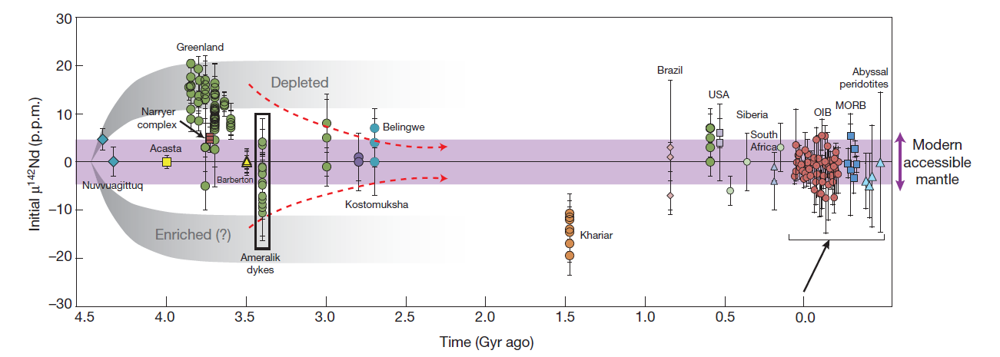 30
20
10
0
–10
–20
–30
Initial µ¹⁴²Nd (p.p.m.)
Greenland
Depleted
Narryer
complex
Acasta
Nuvvuagittuq
Barberton
Enriched (?)
Ameralik
dykes
Belingwe
Kostomuksha
Khariar
Brazil
USA
Siberia
South
Africa
OIB
MORB
Abyssal
peridotites
Modern
accessible
mantle
4.5 4.0 3.5 3.0 2.5 2.0 1.5 1.0 0.5 0.0
Time (Gyr ago)